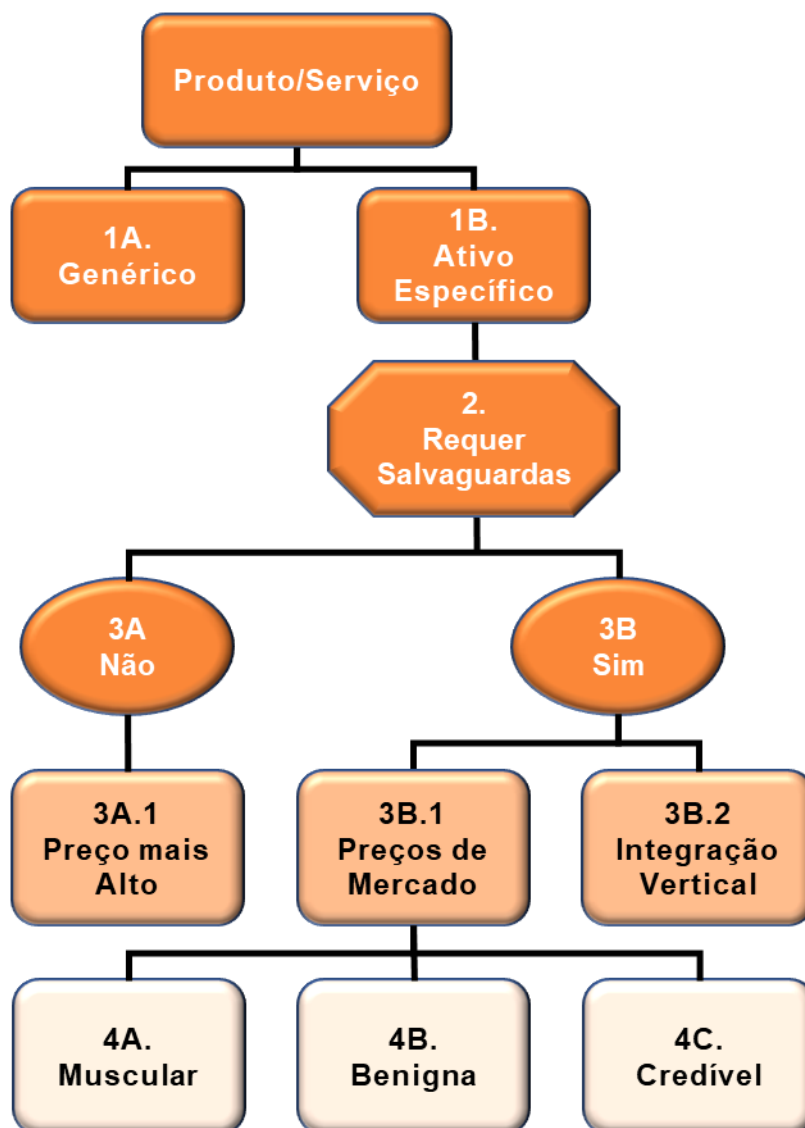 Produto/Serviço
1A.
Genérico
1B.
Ativo
Específico
2.
Requer
Salvaguardas
3A
Não
3B
Sim
3A.1
Preço mais
Alto
3B.1
Preços de
Mercado
3B.2
Integração
Vertical
4A.
Muscular
4B.
Benigna
4C.
Credível